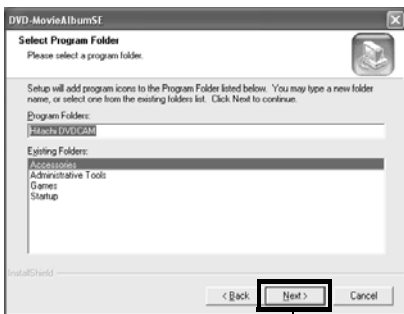 DVD-MovieAlbumSE
Select Program Folder
Please select a program folder.
Setup will add program icons to the Program Folder listed below. You may type a new folder
name, or select one from the existing folders list. Click Next to continue.
Program Folders:
Hitachi DVDCAM
Existing Folders:
Accessories
Administrative Tools
Games
Startup
InstallShield
< Back Next > Cancel